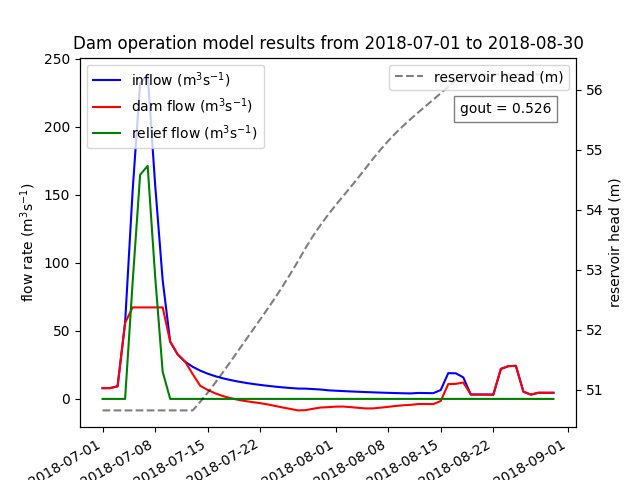 Dam operation model results from 2018-07-01 to 2018-08-30
inflow (m³s⁻¹)
dam flow (m³s⁻¹)
relief flow (m³s⁻¹)
reservoir head (m)
gout = 0.526
flow rate (m³s⁻¹)
250
200
150
100
50
0
reservoir head (m)
56
55
54
53
52
51
2018-07-01
2018-07-08
2018-07-15
2018-07-22
2018-08-01
2018-08-08
2018-08-15
2018-08-22
2018-09-01